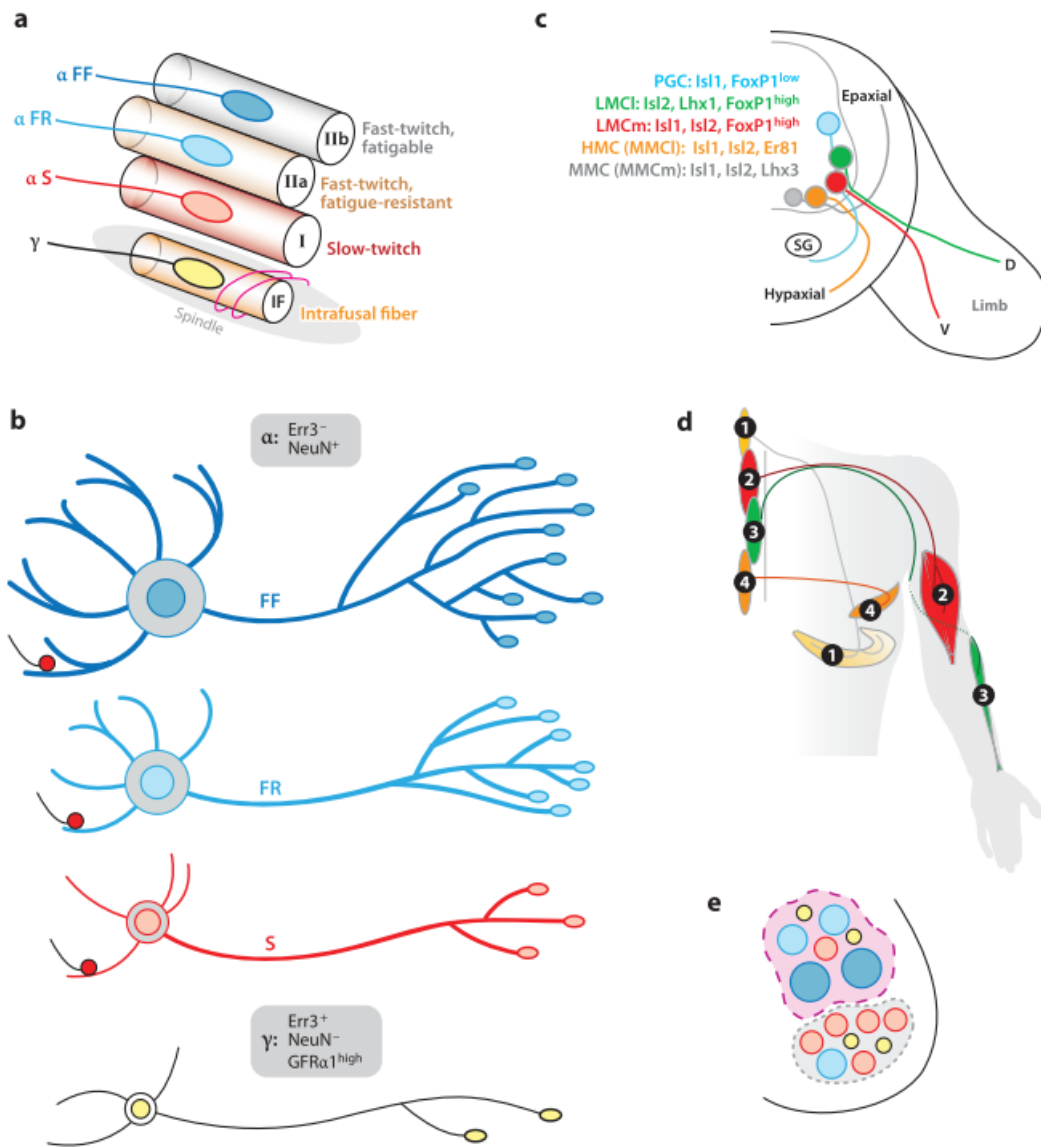 a
α FF
α FR
α S
γ
IIb
IIa
I
IF
Fast-twitch,
fatigable
Fast-twitch,
fatigue-resistant
Slow-twitch
Intrafusal fiber
Spindle
b
α: Err3⁻
NeuN⁺
FF
FR
S
γ: Err3⁺
NeuN⁻
GFRα1ʰⁱᵍʰ
c
PGC: Isl1, FoxP1ˡᵒʷ
LMCl: Isl2, Lhx1, FoxP1ʰⁱᵍʰ
LMCm: Isl1, Isl2, FoxP1ʰⁱᵍʰ
HMC (MMCl): Isl1, Isl2, Er81
MMC (MMCm): Isl1, Isl2, Lhx3
Epaxial
SG
Hypaxial
D
Limb
V
d
1
2
3
4
4
1
2
3
e